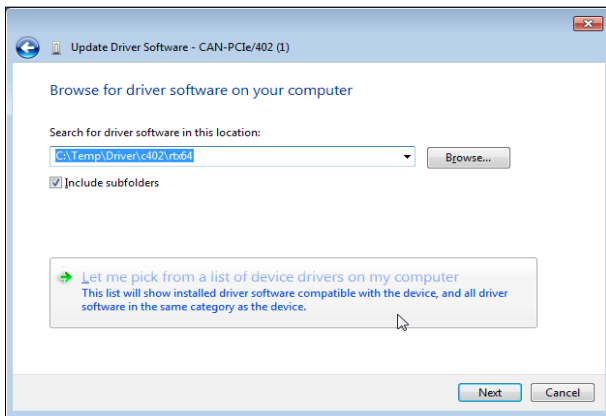 Update Driver Software - CAN-PCIe/402 (1)
Browse for driver software on your computer
Search for driver software in this location:
C:\Temp\Driver\c402\rtx64
Browse...
Include subfolders
Let me pick from a list of device drivers on my computer
This list will show installed driver software compatible with the device, and all driver
software in the same category as the device.
Next
Cancel